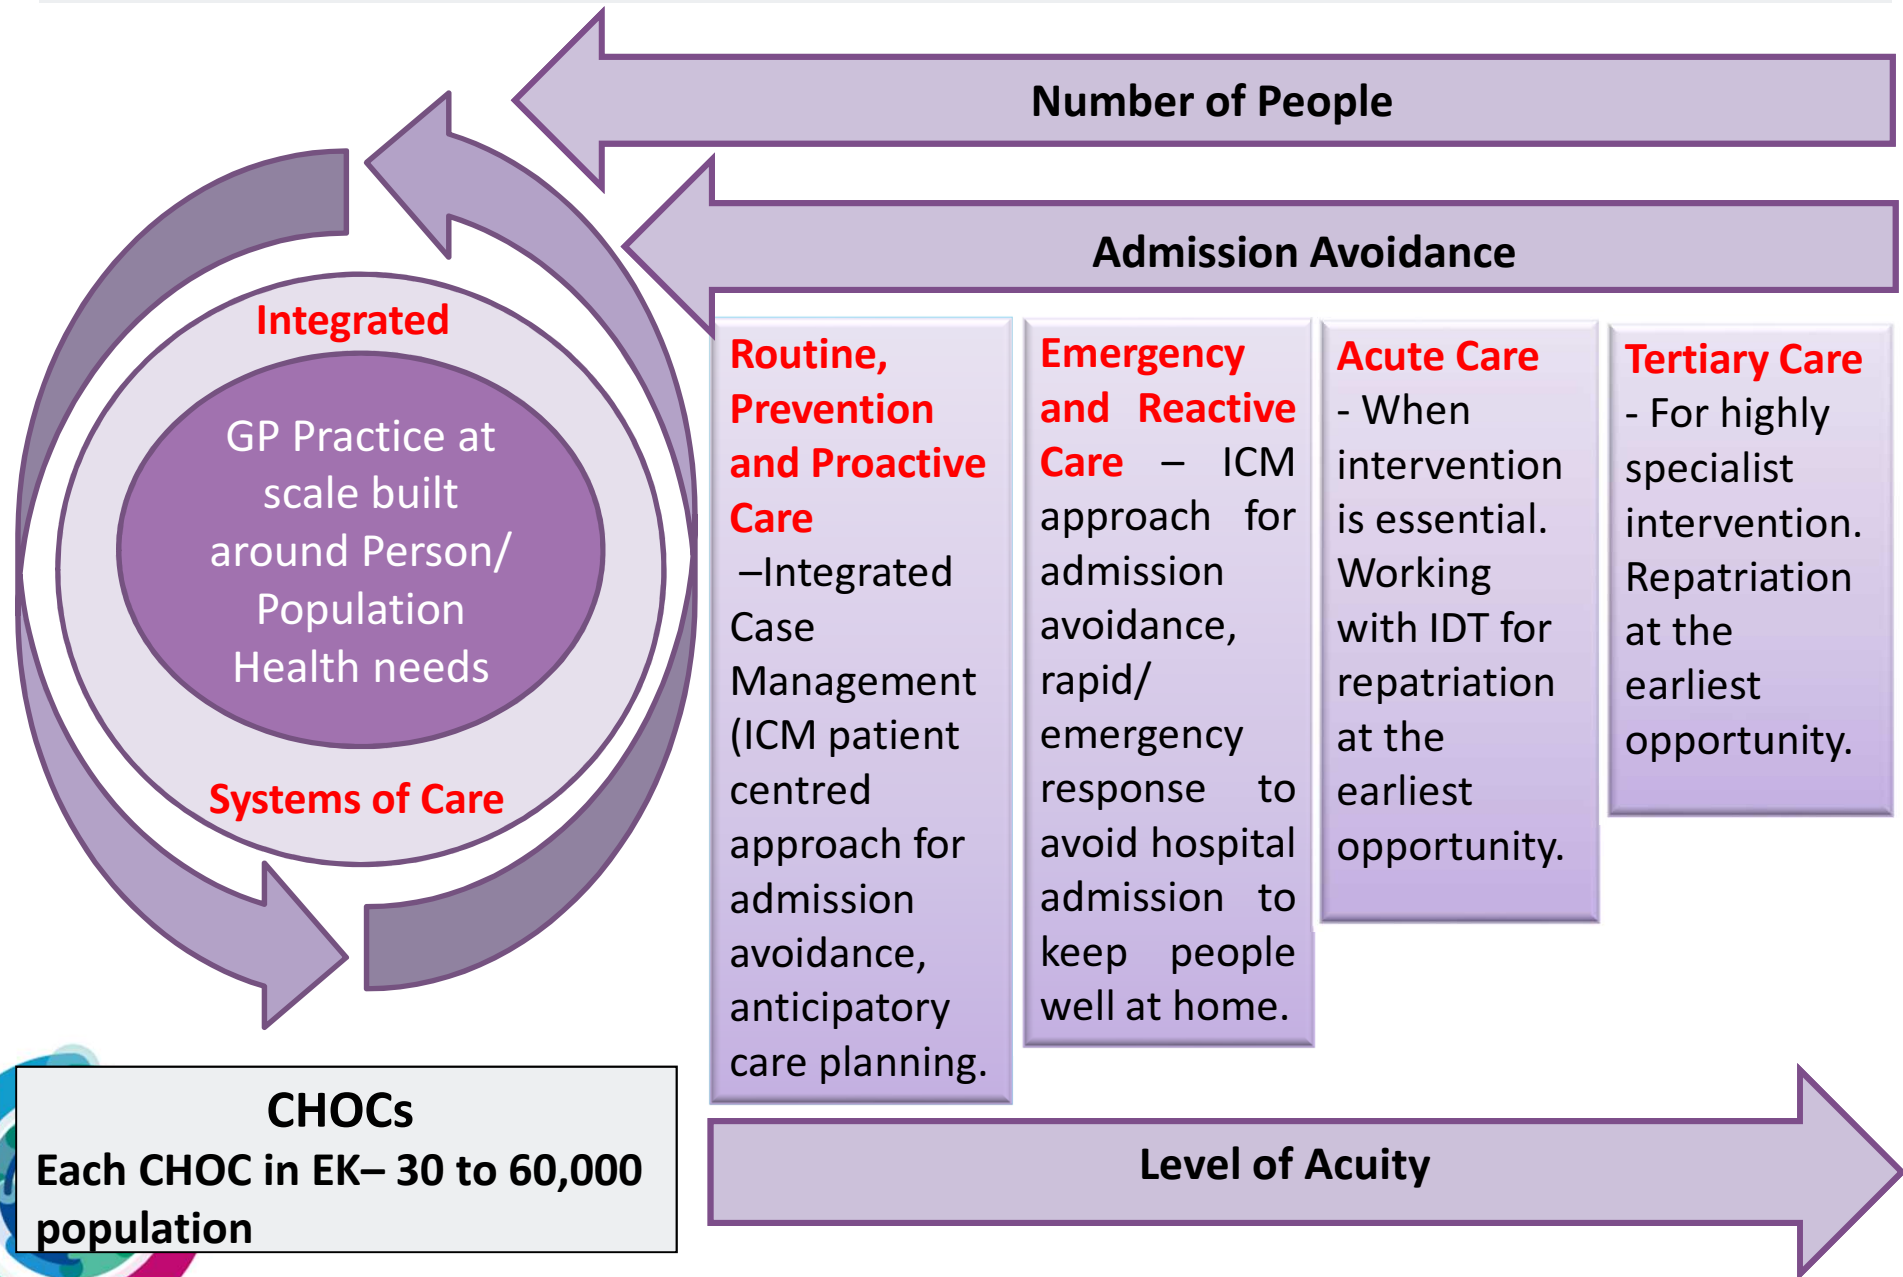 Number of People
Admission Avoidance
Integrated
GP Practice at
scale built
around Person/
Population
Health needs
Systems of Care
Routine,
Prevention
and Proactive
Care
–Integrated
Case
Management
(ICM patient
centred
approach for
admission
avoidance,
anticipatory
care planning.
Emergency
and Reactive
Care – ICM
approach for
admission
avoidance,
rapid/
emergency
response to
avoid hospital
admission to
keep people
well at home.
Acute Care
- When
intervention
is essential.
Working
with IDT for
repatriation
at the
earliest
opportunity.
Tertiary Care
- For highly
specialist
intervention.
Repatriation
at the
earliest
opportunity.
CHOCs
Each CHOC in EK– 30 to 60,000
population
Level of Acuity